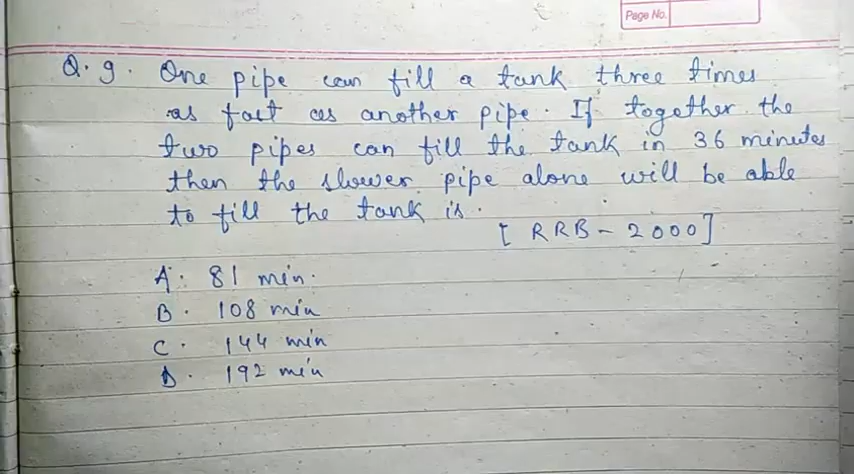 Page No.
Q.9. One pipe can fill a tank three times
as fast as another pipe. If together the
two pipes can fill the tank in 36 minutes
then the slower pipe alone will be able
to fill the tank is.
[RRB - 2000]
A. 81 min.
B. 108 min
C. 144 min
D. 192 min